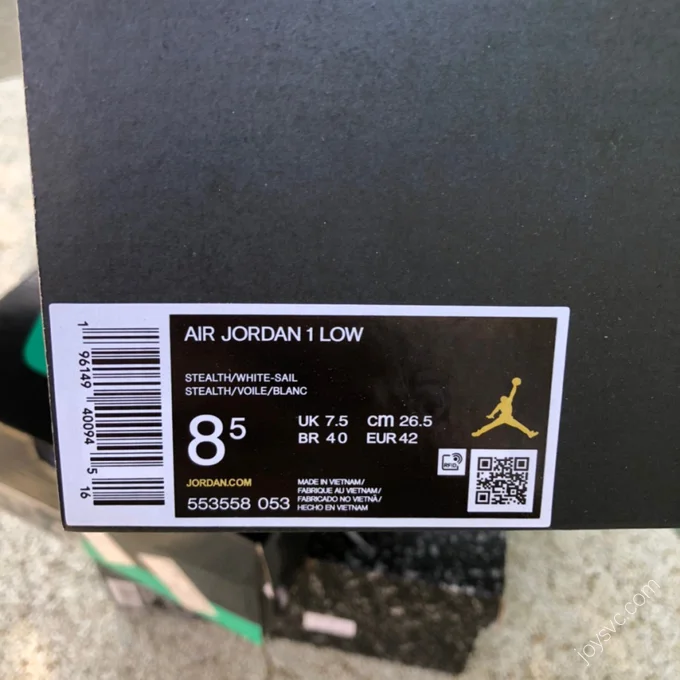 AIR JORDAN 1 LOW
STEALTH/WHITE-SAIL
STEALTH/VOILE/BLANC
8 5
UK 7.5 cm 26.5
BR 40 EUR 42
JORDAN.COM
553558 053
MADE IN VIETNAM/
FABRIQUE AU VIETNAM/
FABRICADO NO VIETNÃ/
HECHO EN VIETNAM
RFID
1 96149 40094 5 16
joysvc.com